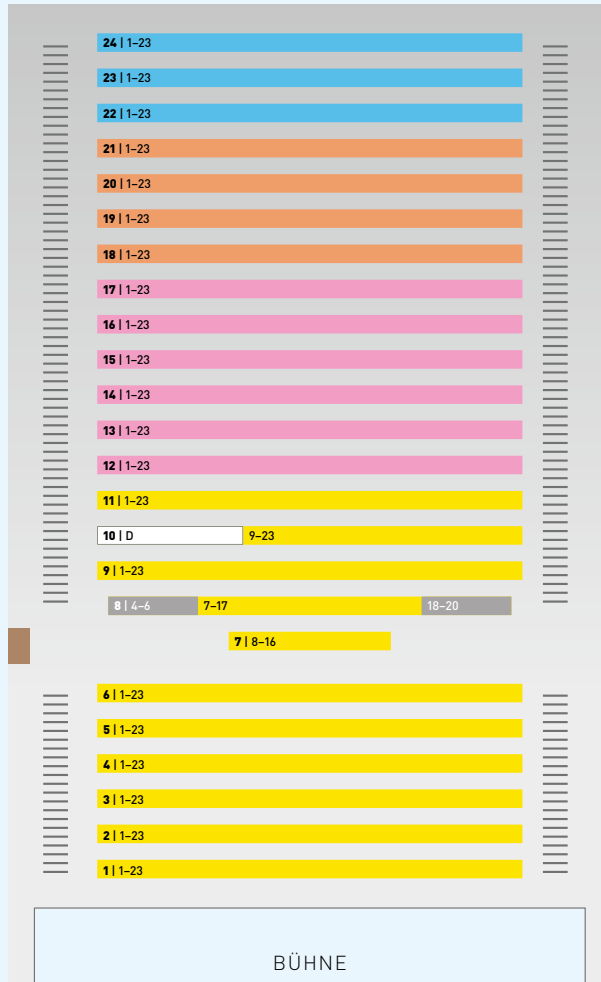 24 | 1–23
23 | 1–23
22 | 1–23
21 | 1–23
20 | 1–23
19 | 1–23
18 | 1–23
17 | 1–23
16 | 1–23
15 | 1–23
14 | 1–23
13 | 1–23
12 | 1–23
11 | 1–23
10 | D 9–23
9 | 1–23
8 | 4–6 7–17 18–20
7 | 8–16
6 | 1–23
5 | 1–23
4 | 1–23
3 | 1–23
2 | 1–23
1 | 1–23
BÜHNE